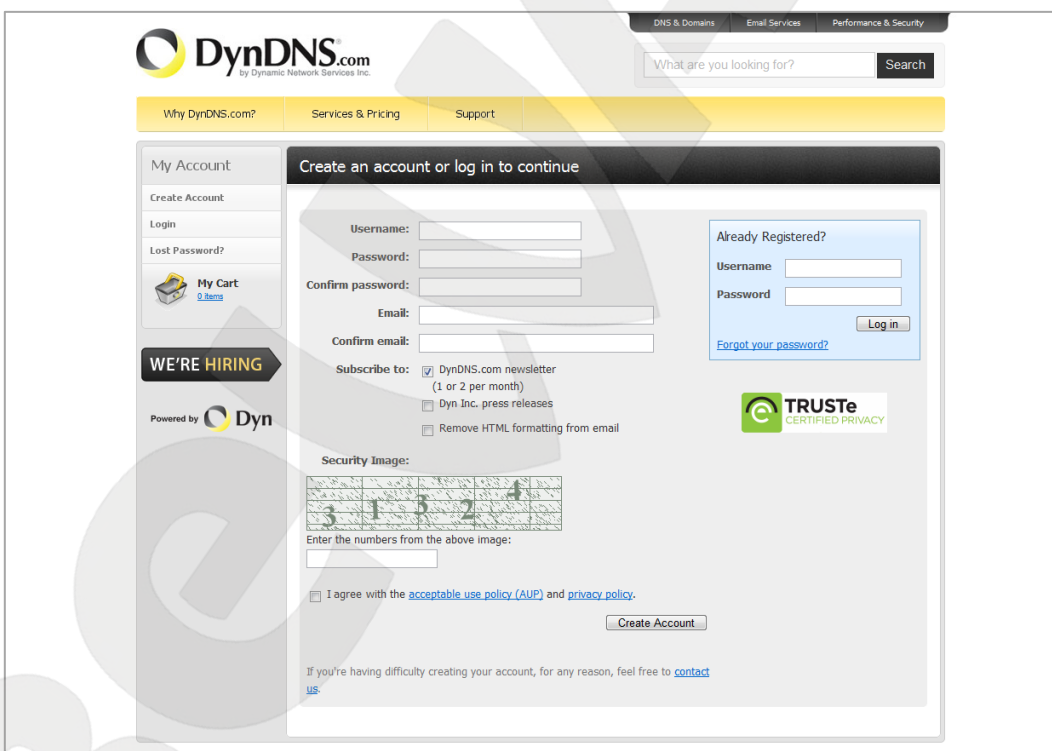 DNS & Domains Email Services Performance & Security
DynDNS.com
by Dynamic Network Services Inc.
What are you looking for? Search
Why DynDNS.com? Services & Pricing Support
My Account
Create Account
Login
Lost Password?
My Cart
0 items
WE'RE HIRING
Powered by Dyn
Create an account or log in to continue
Username:
Password:
Confirm password:
Email:
Confirm email:
Subscribe to: DynDNS.com newsletter
(1 or 2 per month)
Dyn Inc. press releases
Remove HTML formatting from email
Security Image:
3 1 3 2 4
Enter the numbers from the above image:
I agree with the acceptable use policy (AUP) and privacy policy.
Create Account
If you're having difficulty creating your account, for any reason, feel free to contact
us.
Already Registered?
Username
Password
Log in
Forgot your password?
TRUSTe
CERTIFIED PRIVACY